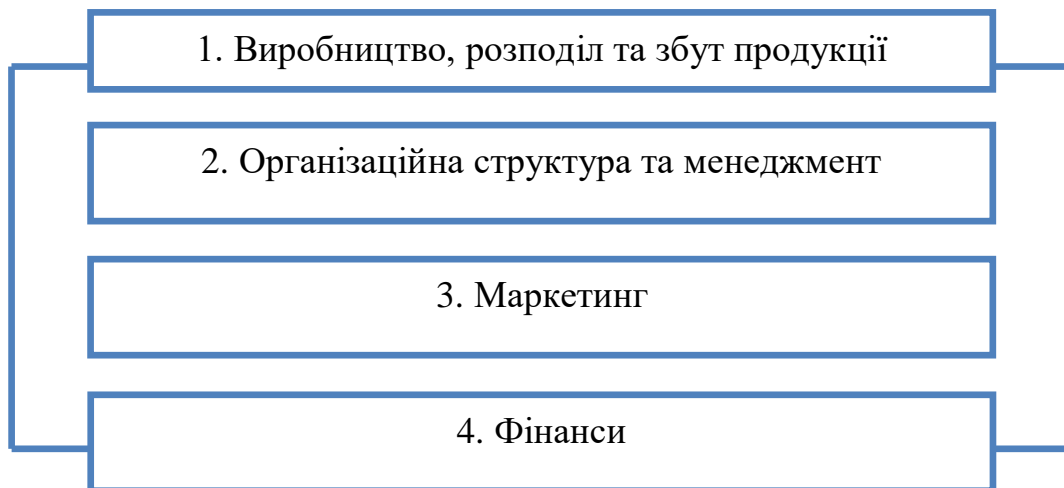 1. Виробництво, розподіл та збут продукції
2. Організаційна структура та менеджмент
3. Маркетинг
4. Фінанси